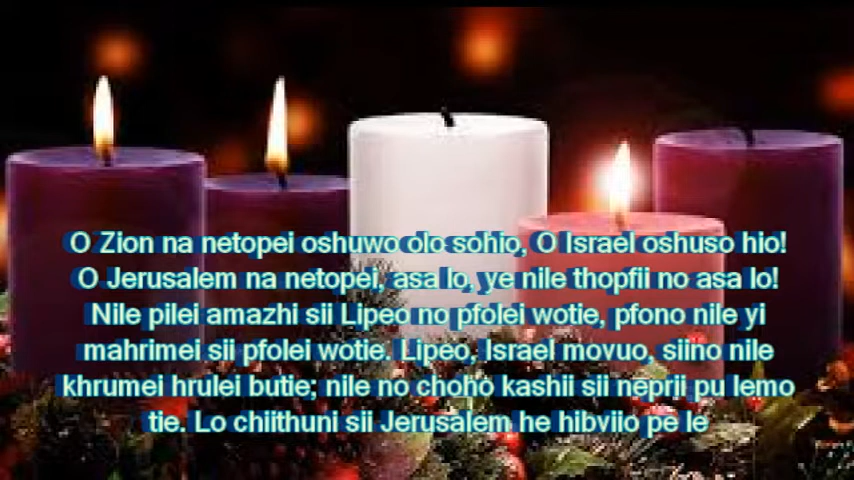 O Zion na netopei oshuwo olo sohio, O Israel oshuso hio!
O Jerusalem na netopei, asa lo, ye nile thopfii no asa lo!
Nile pilei amazhi sii Lipeo no pfolei wotie, pfono nile yi
mahrimei sii pfolei wotie. Lipeo, Israel movuo, siino nile
khrumei hrulei butie; nile no choho kashii sii neprii pu lemo
tie. Lo chiithuni sii Jerusalem he hibviio pe le